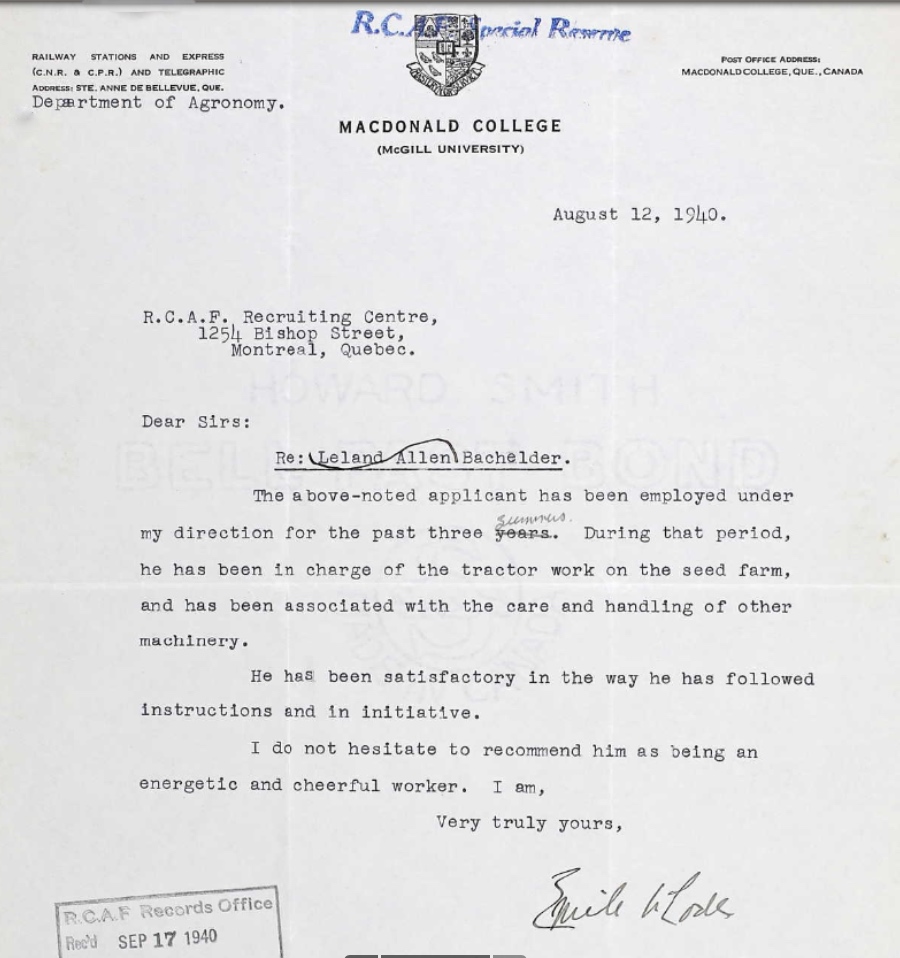 R.C.A.F. Special Reserve
RAILWAY STATIONS AND EXPRESS
(C.N.R. & C.P.R.) AND TELEGRAPHIC
ADDRESS: STE. ANNE DE BELLEVUE, QUE.
Department of Agronomy.
POST OFFICE ADDRESS:
MACDONALD COLLEGE, QUE., CANADA
MACDONALD COLLEGE
(McGILL UNIVERSITY)
August 12, 1940.
R.C.A.F. Recruiting Centre,
1254 Bishop Street,
Montreal, Quebec.
HOWARD SMITH
BELL-FAST BOND
Dear Sirs:
Re: Leland Allen Bachelder.
The above-noted applicant has been employed under
summers.
my direction for the past three years. During that period,
he has been in charge of the tractor work on the seed farm,
and has been associated with the care and handling of other
machinery.
He has been satisfactory in the way he has followed
instructions and in initiative.
I do not hesitate to recommend him as being an
energetic and cheerful worker. I am,
Very truly yours,
Emile
R.C.A.F Records Office
Rec'd SEP 17 1940